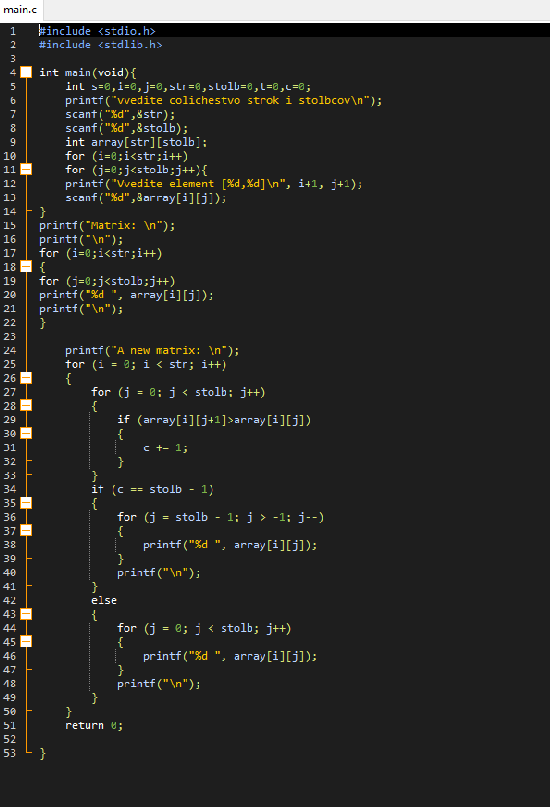 main.c
1 #include <stdio.h>
2 #include <stdlib.h>
3
4 int main(void){
5 int s=0,i=0,j=0,str=0,stolb=0,t=0,c=0;
6 printf("Vvedite colichestvo strok i stolbcov\n");
7 scanf("%d",&str);
8 scanf("%d",&stolb);
9 int array[str][stolb];
10 for (i=0;i<str;i++)
11 for (j=0;j<stolb;j++){
12 printf("Vvedite element [%d,%d]\n", i+1, j+1);
13 scanf("%d",&array[i][j]);
14 }
15 printf("Matrix: \n");
16 printf("\n");
17 for (i=0;i<str;i++)
18 {
19 for (j=0;j<stolb;j++)
20 printf("%d ", array[i][j]);
21 printf("\n");
22 }
23
24 printf("A new matrix: \n");
25 for (i = 0; i < str; i++)
26 {
27 for (j = 0; j < stolb; j++)
28 {
29 if (array[i][j+1]>array[i][j])
30 {
31 c += 1;
32 }
33 }
34 if (c == stolb - 1)
35 {
36 for (j = stolb - 1; j > -1; j--)
37 {
38 printf("%d ", array[i][j]);
39 }
40 printf("\n");
41 }
42 else
43 {
44 for (j = 0; j < stolb; j++)
45 {
46 printf("%d ", array[i][j]);
47 }
48 printf("\n");
49 }
50 }
51 return 0;
52
53 }